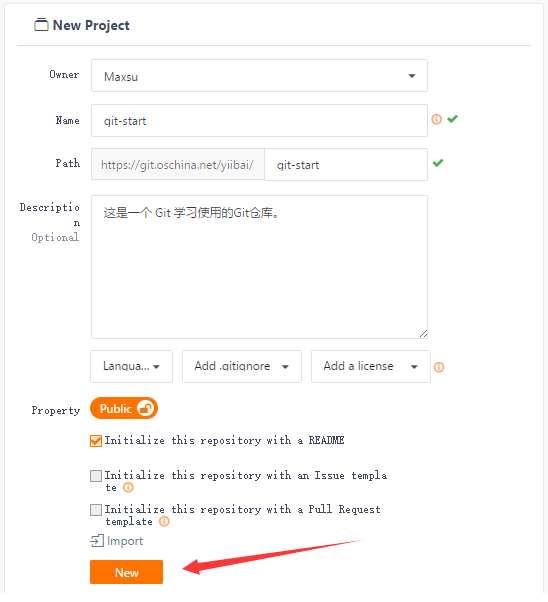 New Project
Owner
Maxsu
Name
git-start
Path
https://git.oschina.net/yiibai/
git-start
Descriptio
n
Optional
这是一个 Git 学习使用的Git仓库。
Langua...
Add .gitignore
Add a license
Property
Public
Initialize this repository with a README
Initialize this repository with an Issue templa
te
Initialize this repository with a Pull Request
template
Import
New